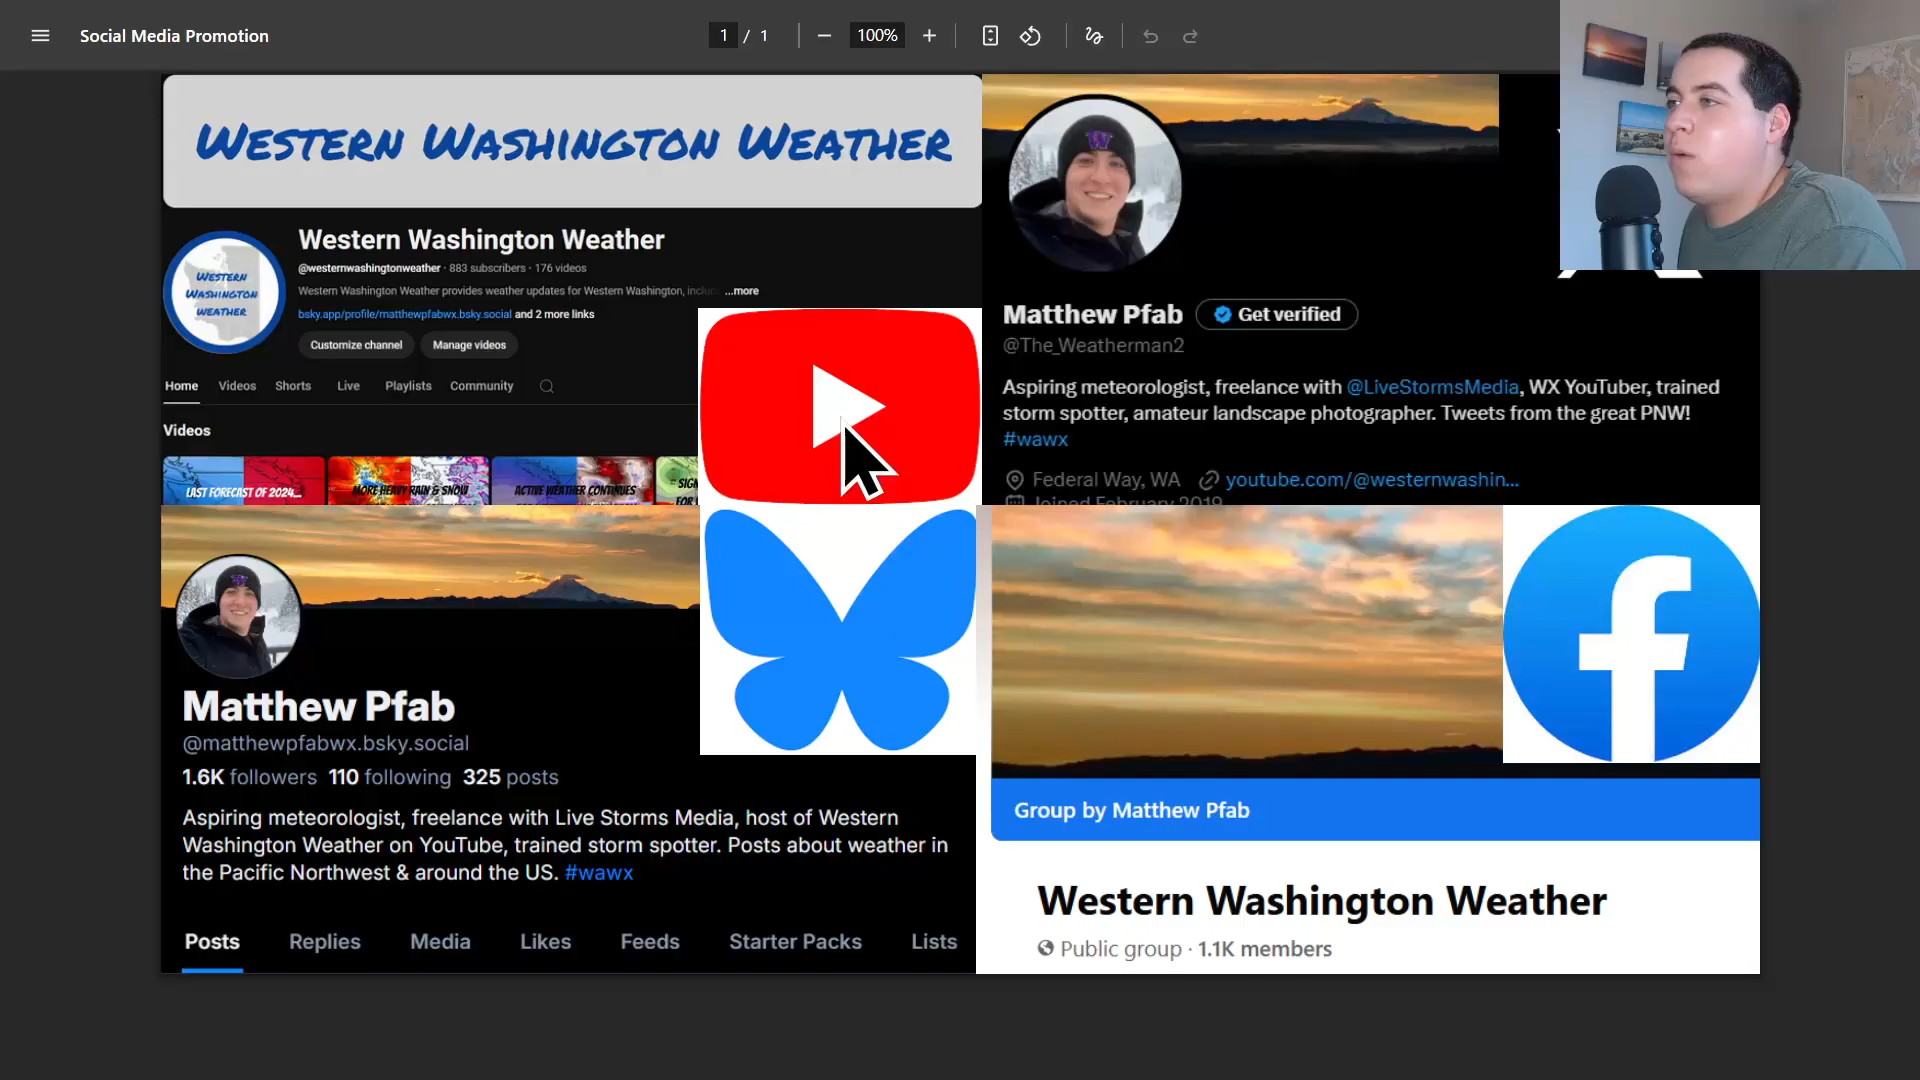 Social Media Promotion
1 / 1
100%
WESTERN WASHINGTON WEATHER
WESTERN
WASHINGTON
WEATHER
Western Washington Weather
@westernwashingtonweather · 883 subscribers · 176 videos
Western Washington Weather provides weather updates for Western Washington, ...more
bsky.app/profile/matthewpfabwx.bsky.social and 2 more links
Customize channel
Manage videos
Home
Videos
Shorts
Live
Playlists
Community
Videos
LAST FORECAST OF 2024...
MORE HEAVY RAIN & SNOW
ACTIVE WEATHER CONTINUES
W
Matthew Pfab
Get verified
@The_Weatherman2
Aspiring meteorologist, freelance with @LiveStormsMedia, WX YouTuber, trained
storm spotter, amateur landscape photographer. Tweets from the great PNW!
#wawx
Federal Way, WA
youtube.com/@westernwashin...
Joined February 2019
Matthew Pfab
@matthewpfabwx.bsky.social
1.6K followers 110 following 325 posts
Aspiring meteorologist, freelance with Live Storms Media, host of Western
Washington Weather on YouTube, trained storm spotter. Posts about weather in
the Pacific Northwest & around the US. #wawx
Posts
Replies
Media
Likes
Feeds
Starter Packs
Lists
f
Group by Matthew Pfab
Western Washington Weather
Public group · 1.1K members